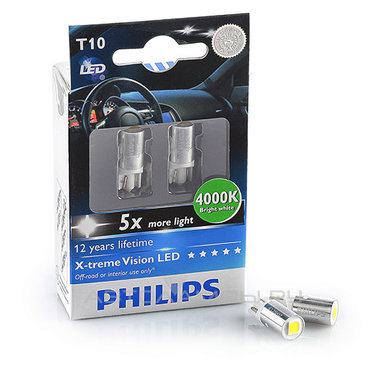 T10
LED
4000K
Bright white
5x more light
12 years lifetime
X-treme Vision LED
Off-road or interior use only*
PHILIPS